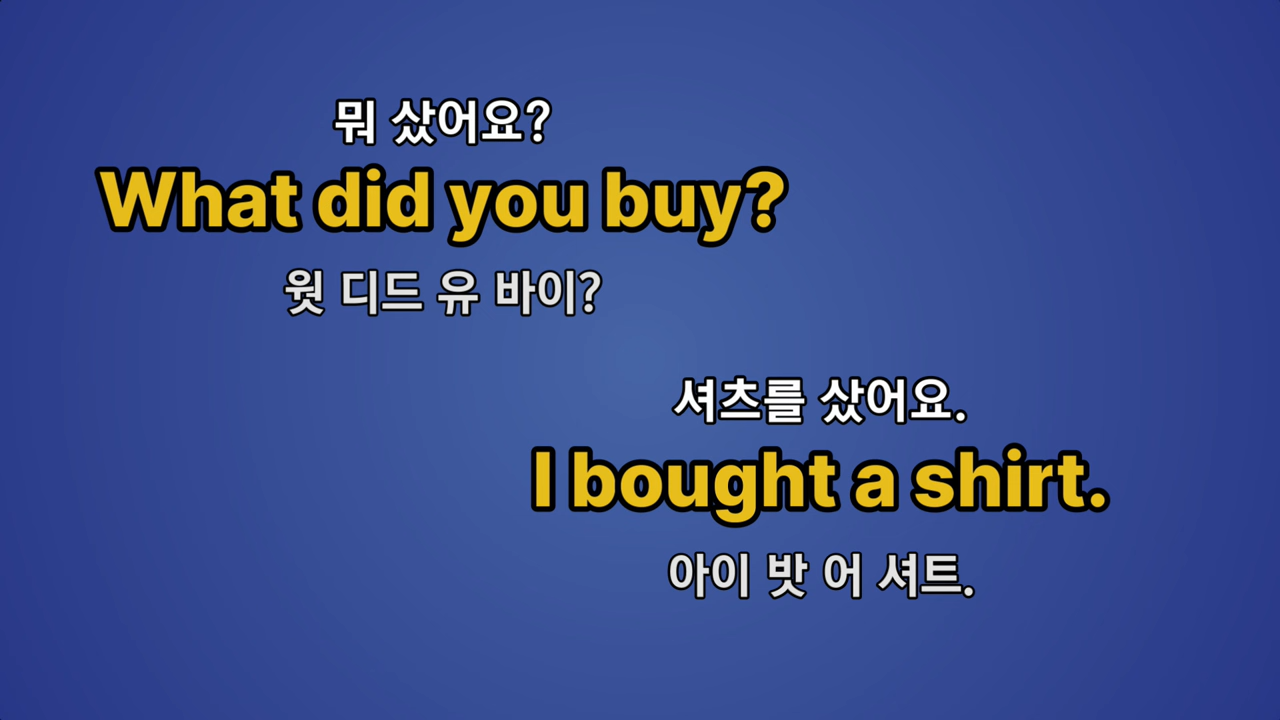 뭐 샀어요?
What did you buy?
웟 디드 유 바이?
셔츠를 샀어요.
I bought a shirt.
아이 밧 어 셔트.